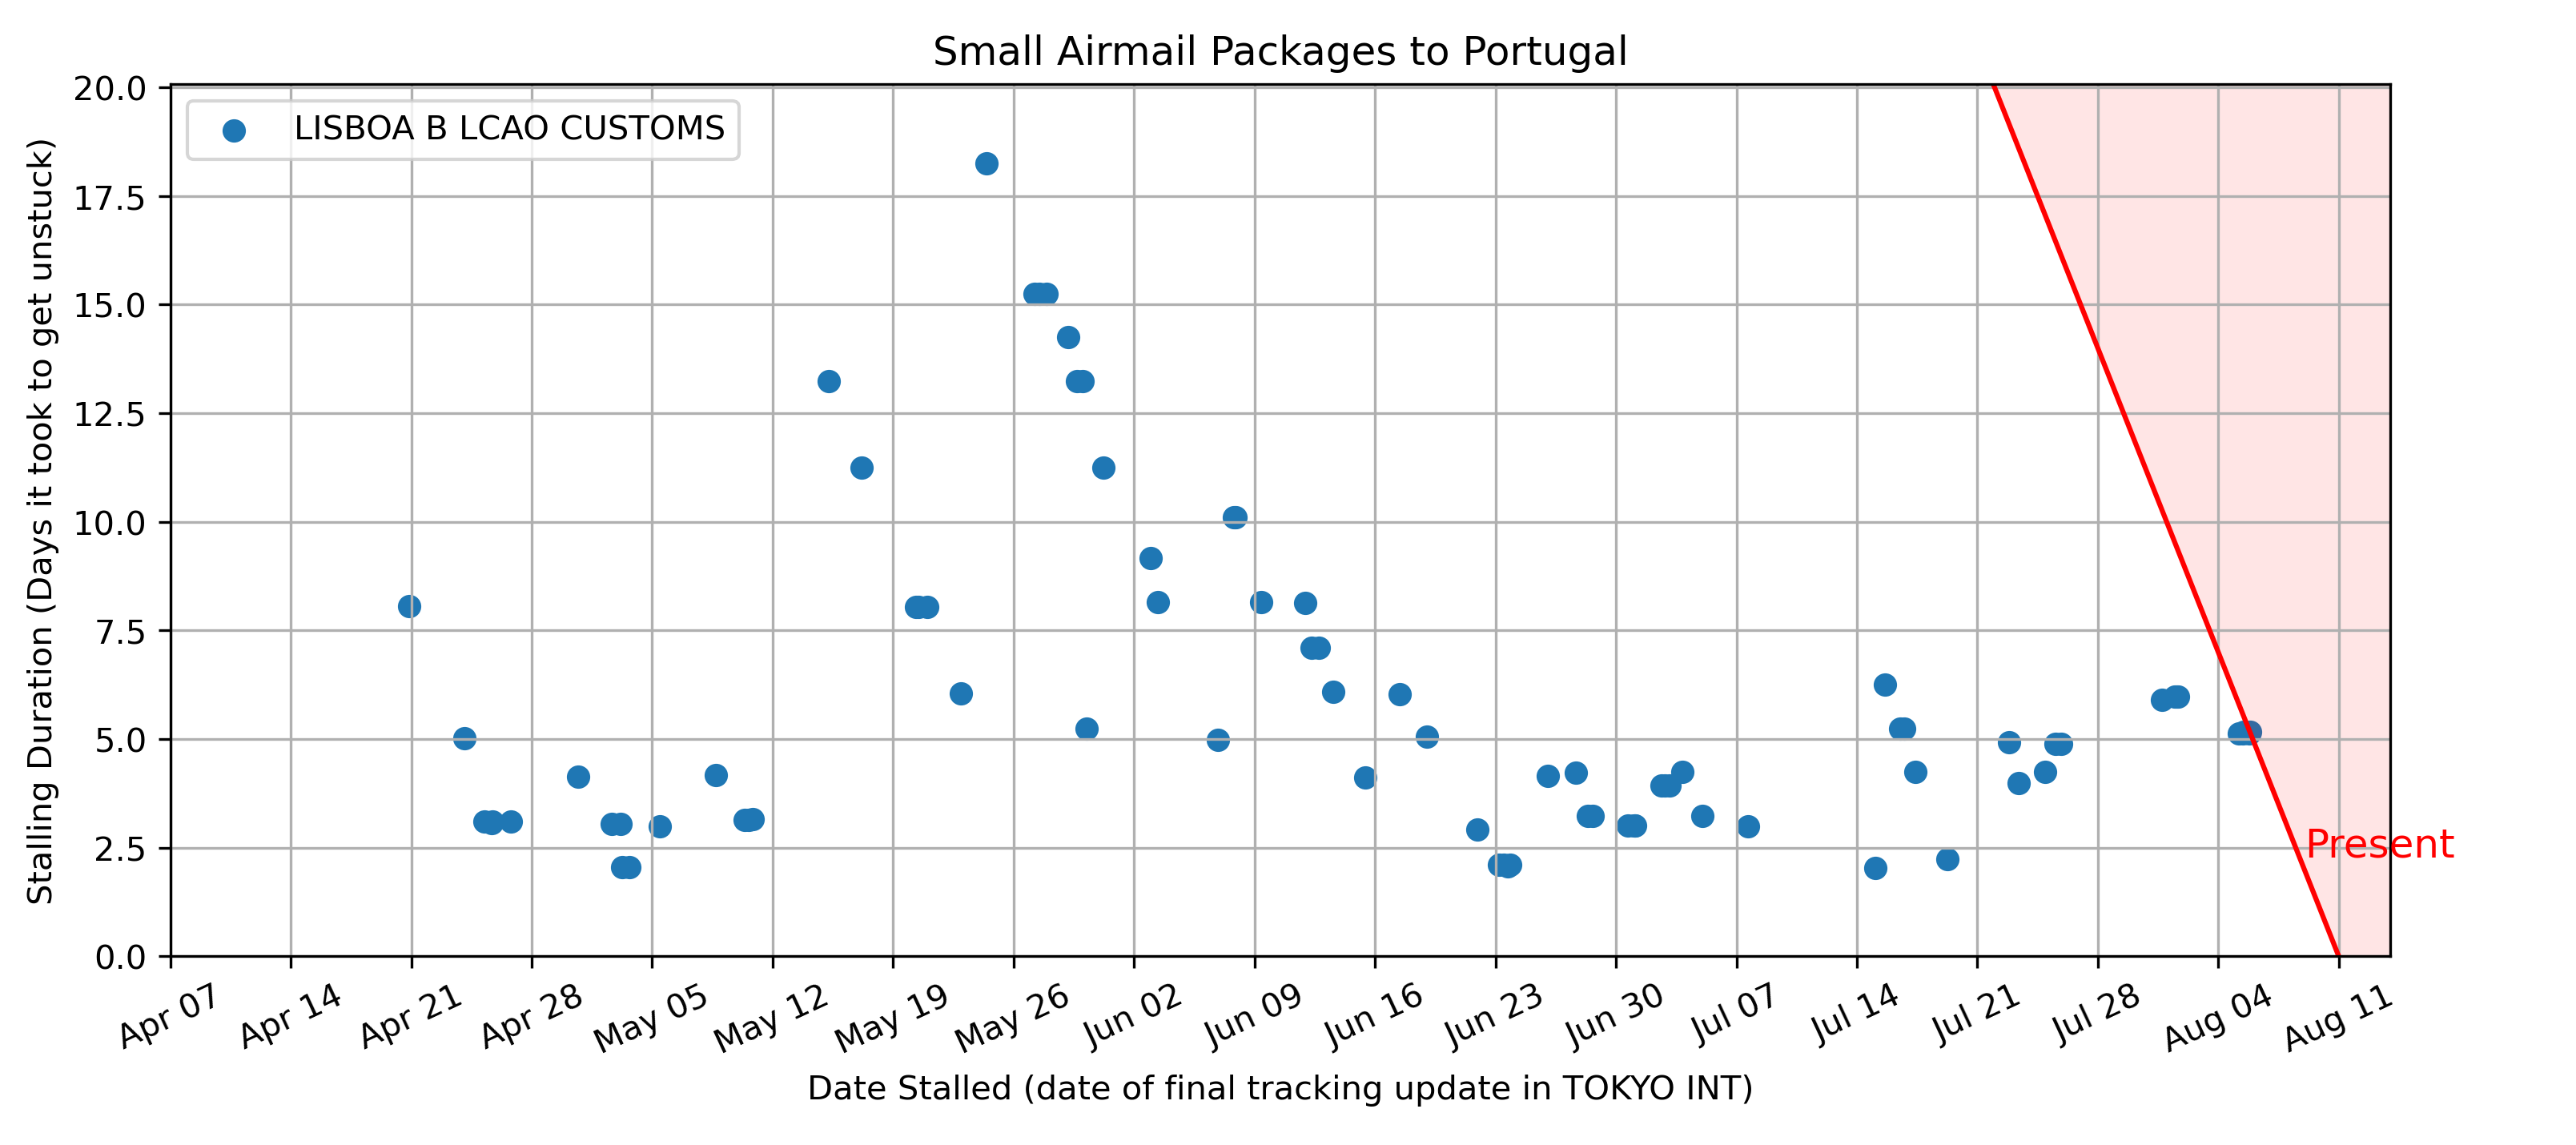 Small Airmail Packages to Portugal
LISBOA B LCAO CUSTOMS
Stalling Duration (Days it took to get unstuck)
20.0
17.5
15.0
12.5
10.0
7.5
5.0
2.5
0.0
Present
Apr 07
Apr 14
Apr 21
Apr 28
May 05
May 12
May 19
May 26
Jun 02
Jun 09
Jun 16
Jun 23
Jun 30
Jul 07
Jul 14
Jul 21
Jul 28
Aug 04
Aug 11
Date Stalled (date of final tracking update in TOKYO INT)